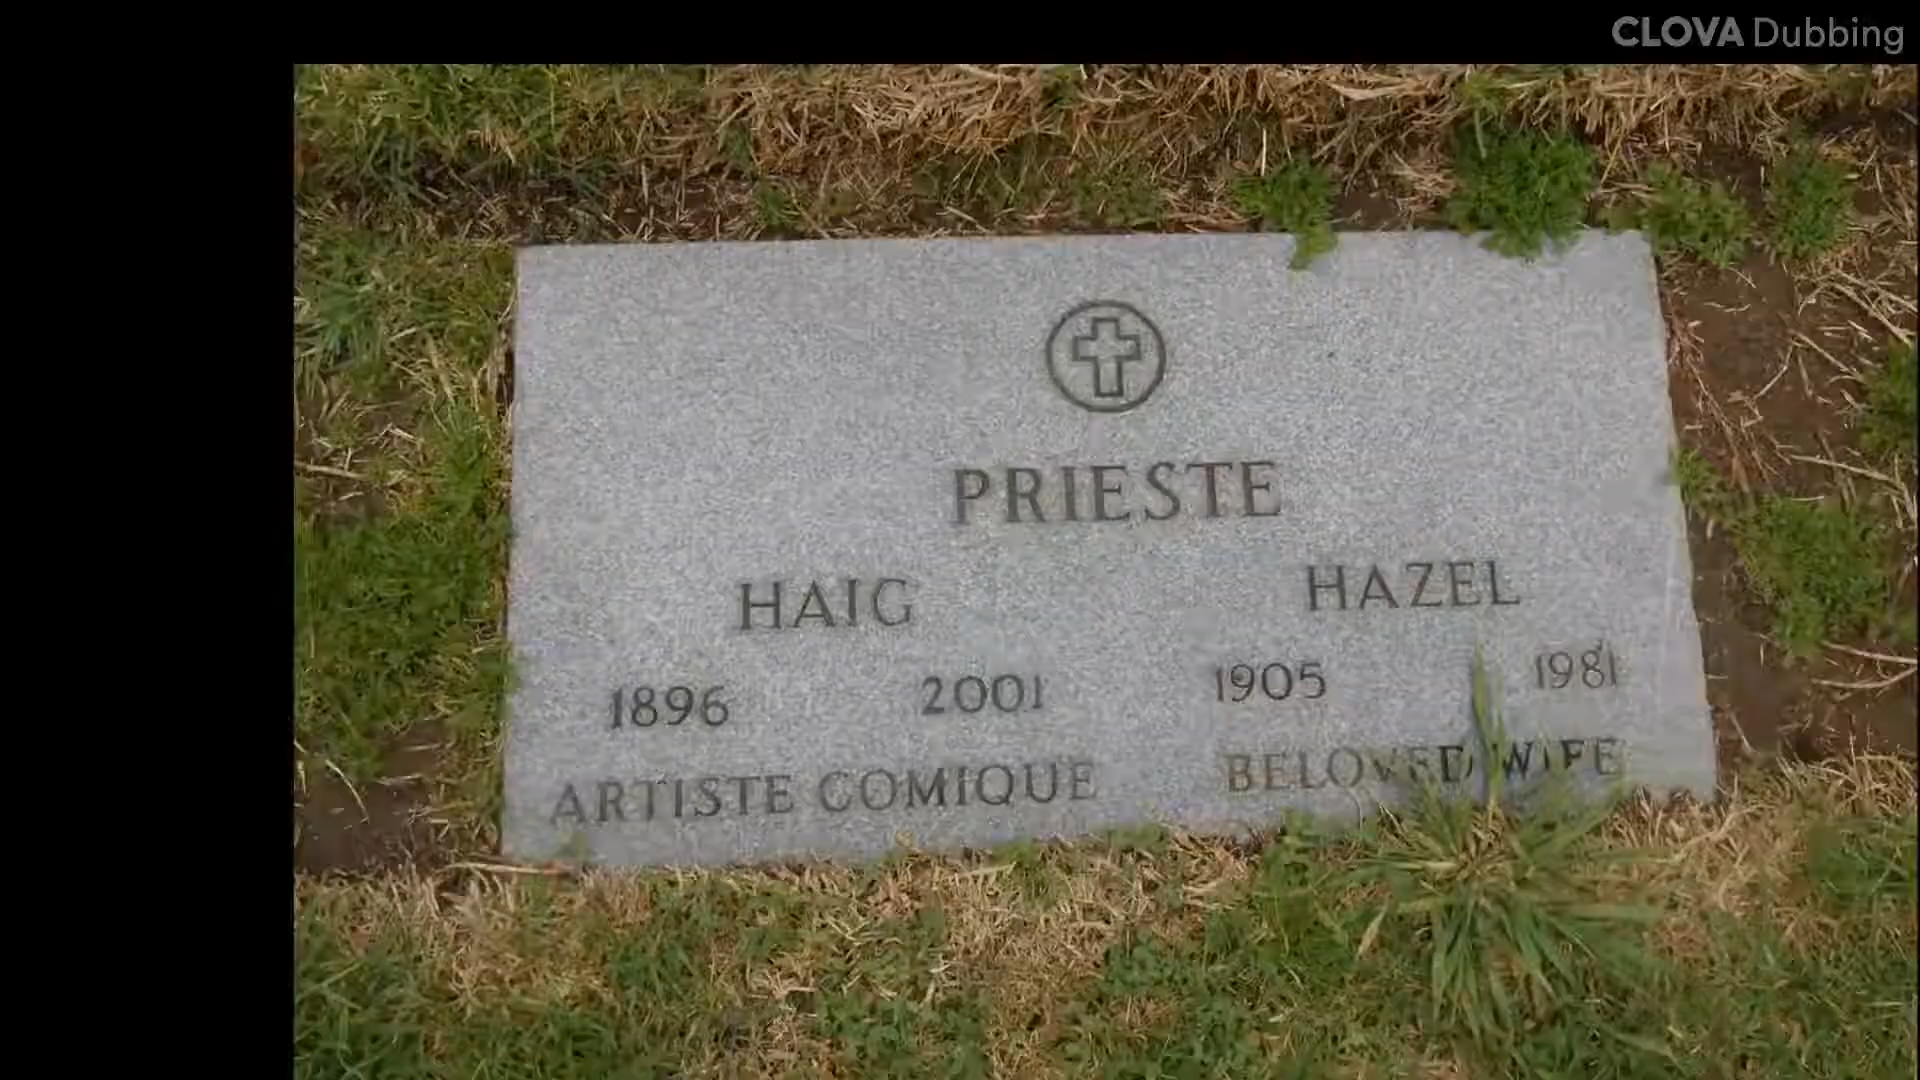 CLOVA Dubbing
PRIESTE
HAIG HAZEL
1896 2001 1905 1981
ARTISTE COMIQUE BELOVED WIFE